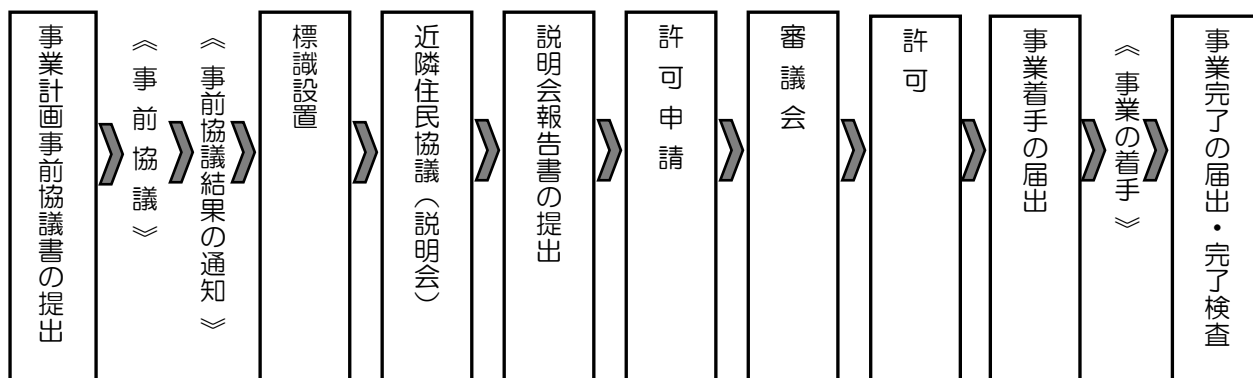 事業計画事前協議書の提出
《事前協議》
《事前協議結果の通知》
標識設置
近隣住民協議（説明会）
説明会報告書の提出
許可申請
審議会
許可
事業着手の届出
《事業の着手》
事業完了の届出・完了検査